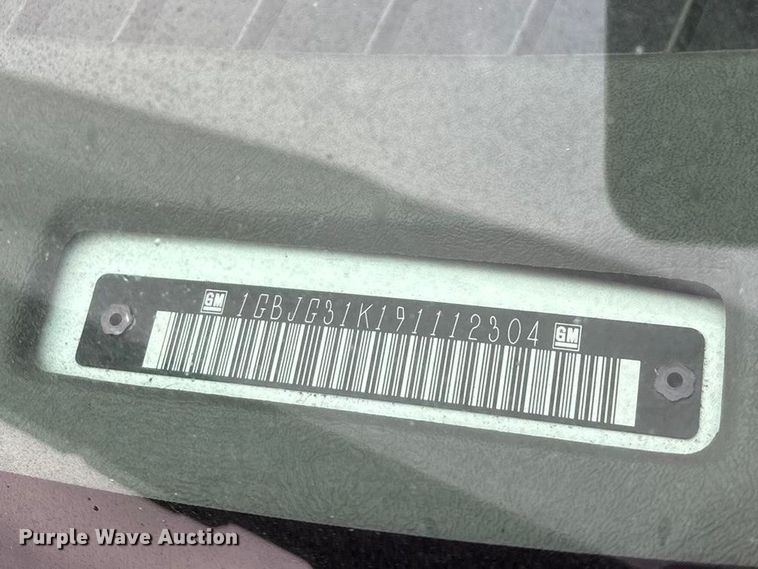 GM 1GBJG31K191112304 GM
Purple Wave Auction